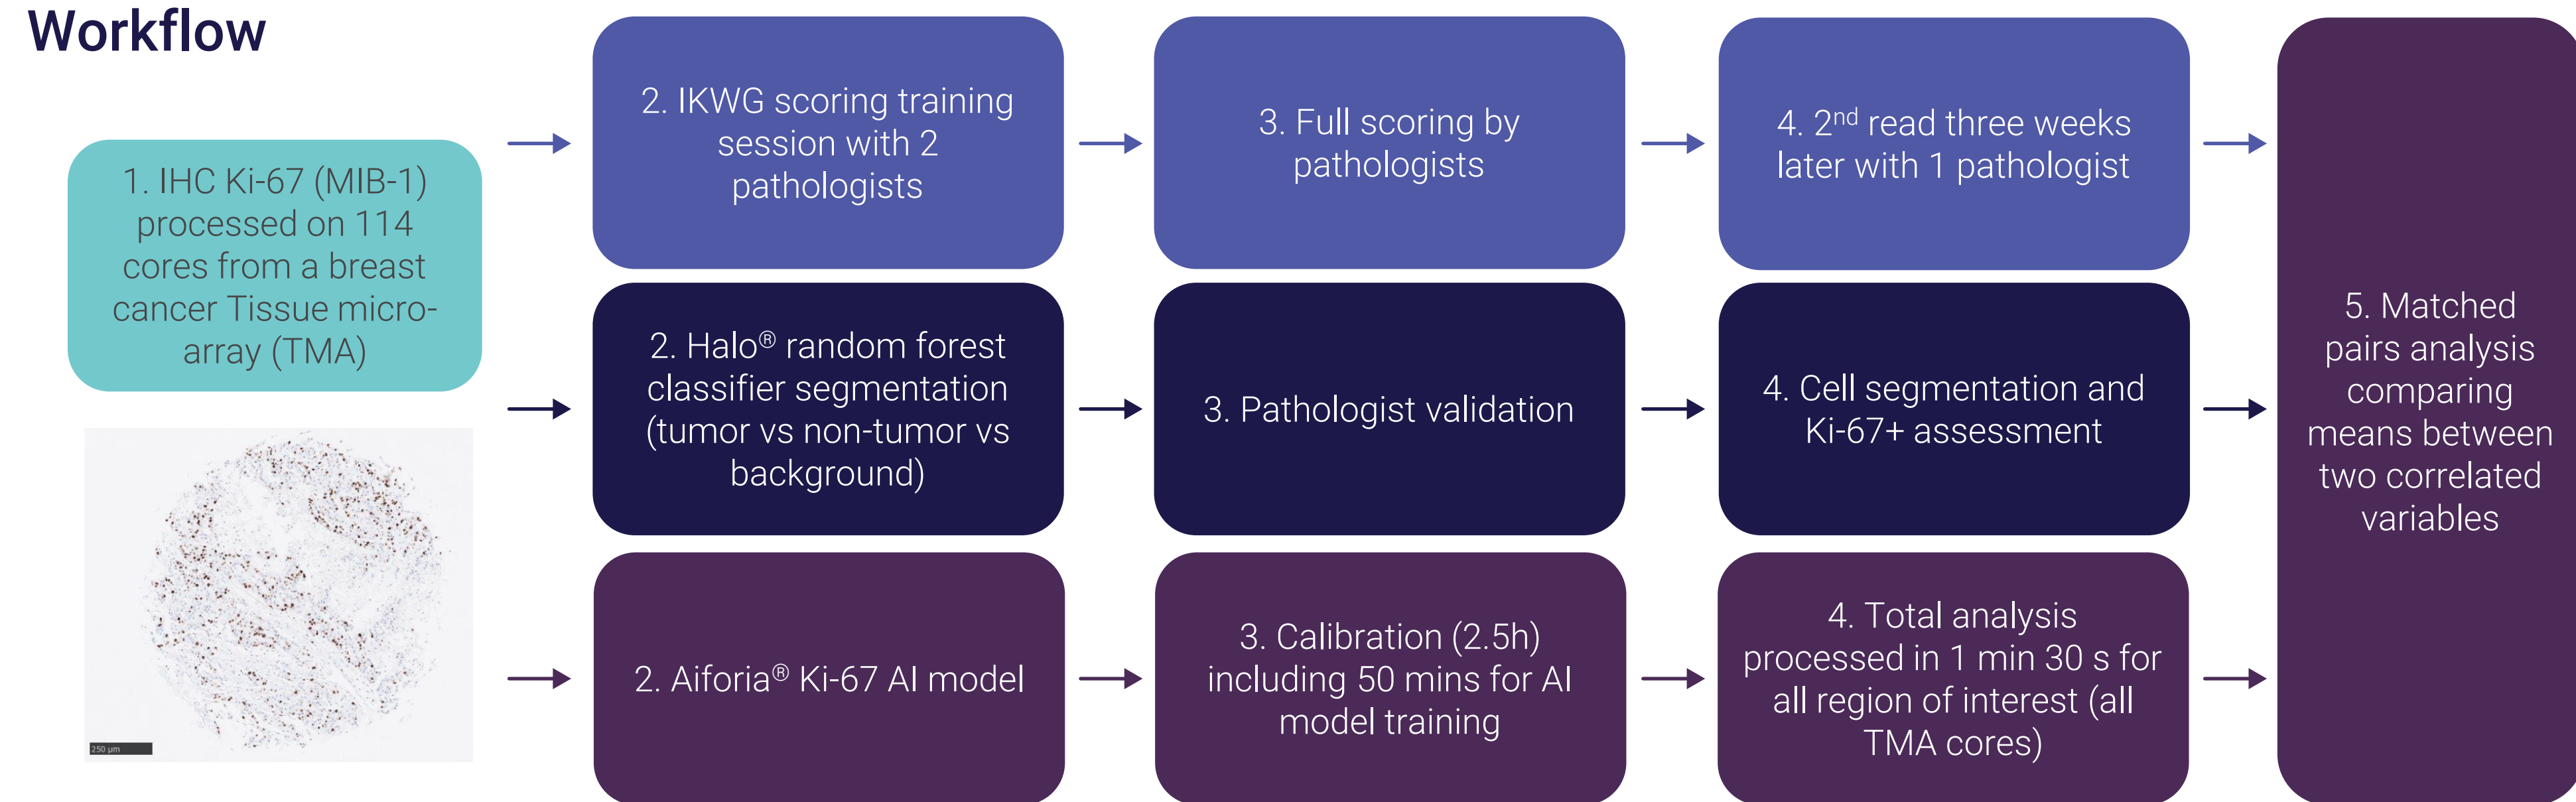 Workflow
1. IHC Ki-67 (MIB-1)
processed on 114
cores from a breast
cancer Tissue micro-
array (TMA)
250 µm
2. IKWG scoring training
session with 2
pathologists
3. Full scoring by
pathologists
4. 2nd read three weeks
later with 1 pathologist
2. Halo® random forest
classifier segmentation
(tumor vs non-tumor vs
background)
3. Pathologist validation
4. Cell segmentation and
Ki-67+ assessment
2. Aiforia® Ki-67 AI model
3. Calibration (2.5h)
including 50 mins for AI
model training
4. Total analysis
processed in 1 min 30 s for
all region of interest (all
TMA cores)
5. Matched
pairs analysis
comparing
means between
two correlated
variables